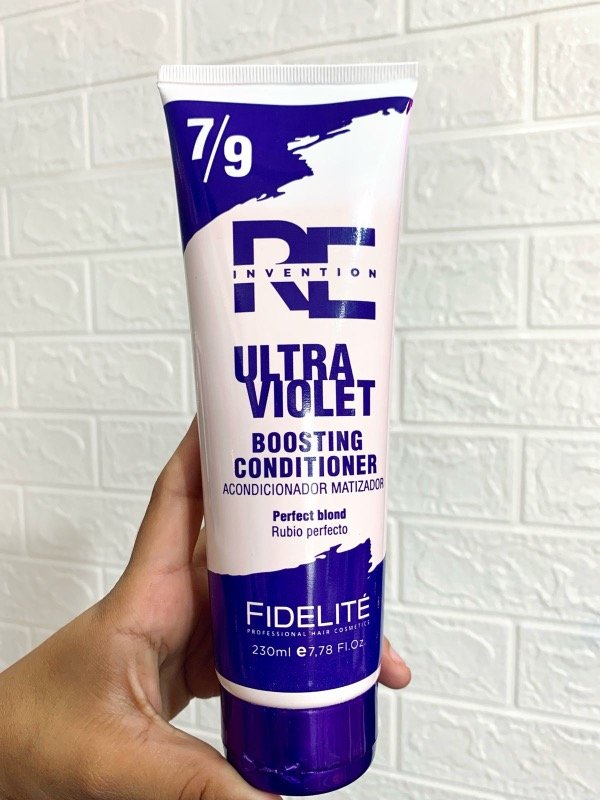 7/9
RE
INVENTION
ULTRA
VIOLET
BOOSTING
CONDITIONER
ACONDICIONADOR MATIZADOR
Perfect blond
Rubio perfecto
FIDELITÉ
PROFESSIONAL HAIR COSMETICS
230ml e 7,78 Fl.Oz.